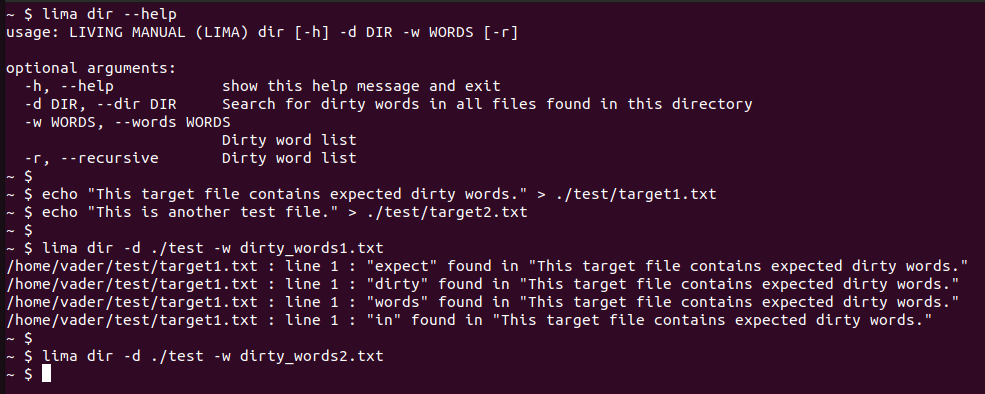 ~ $ lima dir --help
usage: LIVING MANUAL (LIMA) dir [-h] -d DIR -w WORDS [-r]
optional arguments:
-h, --help show this help message and exit
-d DIR, --dir DIR Search for dirty words in all files found in this directory
-w WORDS, --words WORDS
Dirty word list
-r, --recursive Dirty word list
~ $
~ $ echo "This target file contains expected dirty words." > ./test/target1.txt
~ $ echo "This is another test file." > ./test/target2.txt
~ $
~ $ lima dir -d ./test -w dirty_words1.txt
/home/vader/test/target1.txt : line 1 : "expect" found in "This target file contains expected dirty words."
/home/vader/test/target1.txt : line 1 : "dirty" found in "This target file contains expected dirty words."
/home/vader/test/target1.txt : line 1 : "words" found in "This target file contains expected dirty words."
/home/vader/test/target1.txt : line 1 : "in" found in "This target file contains expected dirty words."
~ $
~ $ lima dir -d ./test -w dirty_words2.txt
~ $